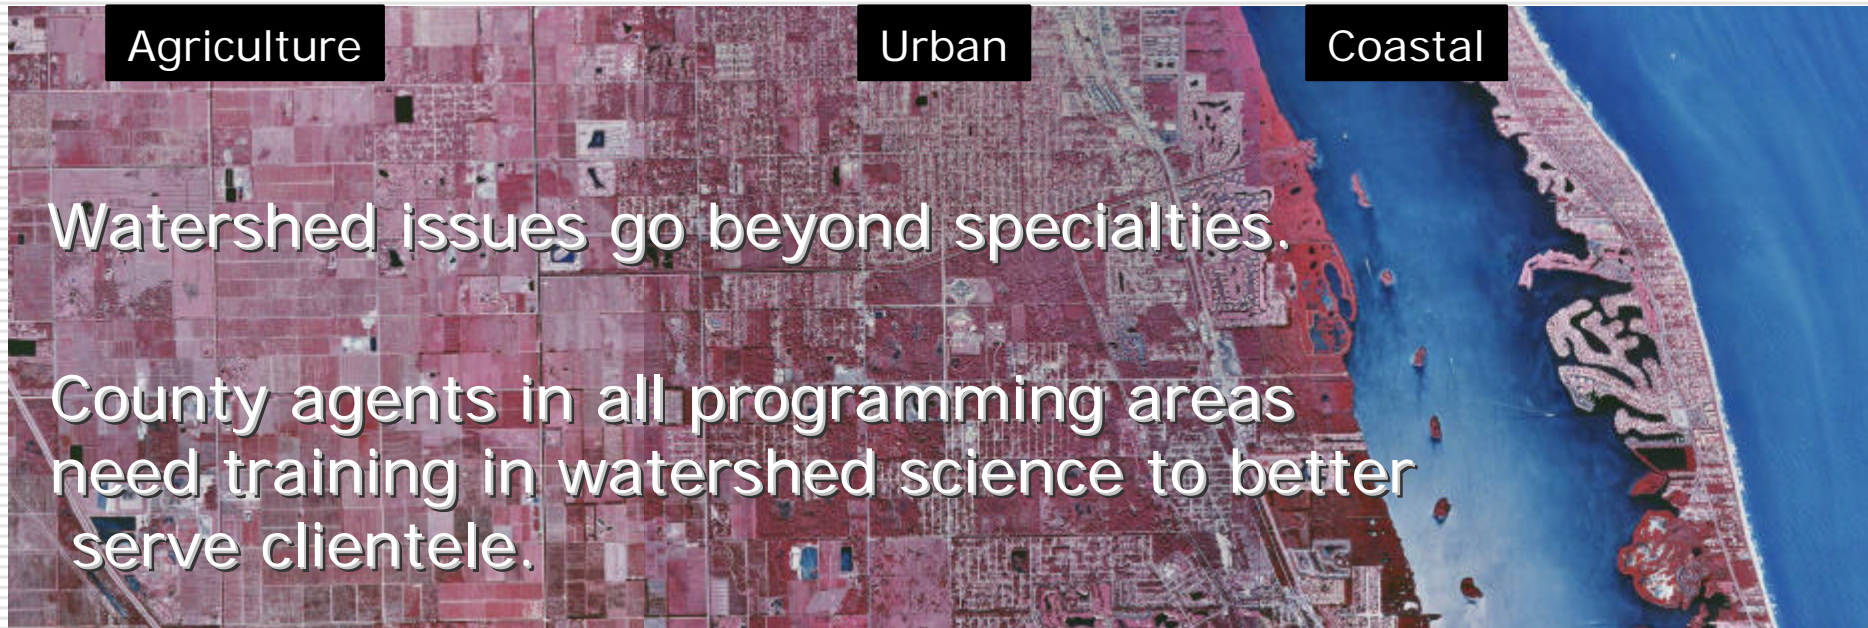 Agriculture
Urban
Coastal
Watershed issues go beyond specialties.
County agents in all programming areas
need training in watershed science to better
serve clientele.